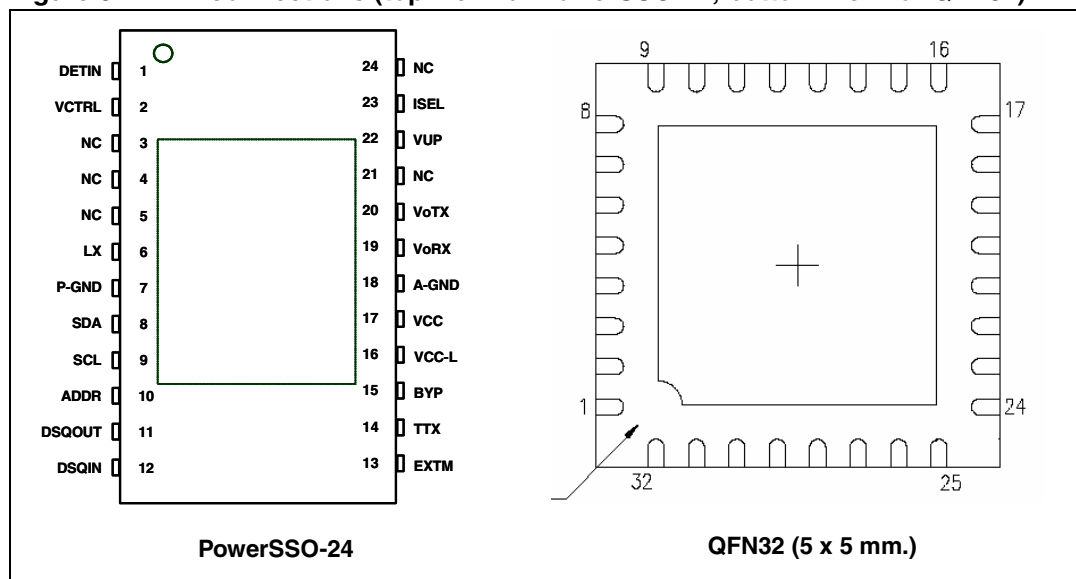 DETIN 1 24 NC
VCTRL 2 23 ISEL
NC 3 22 VUP
NC 4 21 NC
NC 5 20 VoTX
LX 6 19 VoRX
P-GND 7 18 A-GND
SDA 8 17 VCC
SCL 9 16 VCC-L
ADDR 10 15 BYP
DSQOUT 11 14 TTX
DSQIN 12 13 EXTM
PowerSSO-24
9 16
8 17
1 24
32 25
QFN32 (5 x 5 mm.)